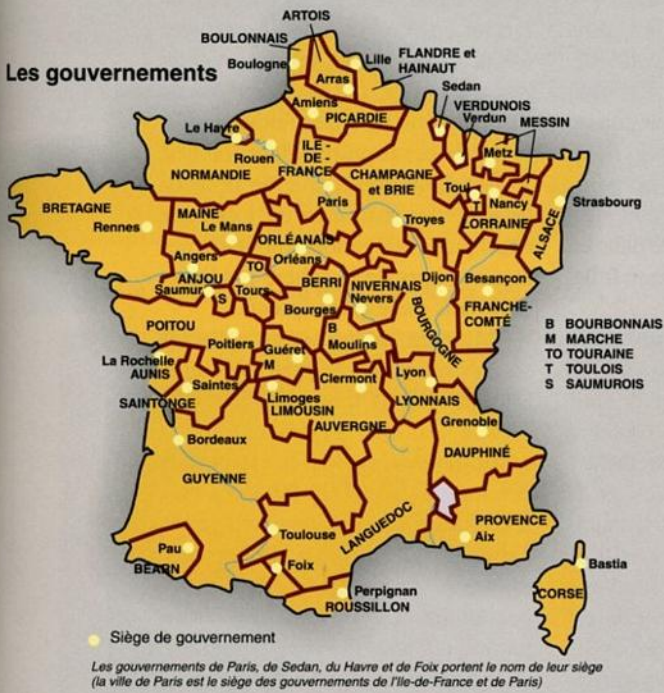 ARTOIS
BOULONNAIS
Les gouvernements
Boulogne
Lille
FLANDRE et
HAINAUT
Arras
Sedan
Amiens
PICARDIE
VERDUNOIS
Verdun
MESSIN
Le Havre
Rouen
ILE -
DE -
FRANCE
Metz
NORMANDIE
CHAMPAGNE
et BRIE
Paris
Toul
Nancy
Strasbourg
BRETAGNE
Rennes
MAINE
Le Mans
Troyes
LORRAINE
ALSACE
ORLÉANAIS
Orléans
Angers
ANJOU
Saumur
S
TO
Tours
BERRI
Bourges
NIVERNAIS
Nevers
Dijon
BOURGOGNE
Besançon
FRANCHE-
COMTÉ
POITOU
Poitiers
B
Moulins
Guéret
M
B BOURBONNAIS
M MARCHE
TO TOURAINE
T TOULOIS
S SAUMUROIS
La Rochelle
AUNIS
Saintes
SAINTONGE
Limoges
LIMOUSIN
Clermont
AUVERGNE
Lyon
LYONNAIS
Grenoble
DAUPHINÉ
Bordeaux
GUYENNE
LANGUEDOC
PROVENCE
Aix
Toulouse
Pau
BÉARN
Foix
Perpignan
ROUSSILLON
Bastia
CORSE
Siège de gouvernement
Les gouvernements de Paris, de Sedan, du Havre et de Foix portent le nom de leur siège
(la ville de Paris est le siège des gouvernements de l'Ile-de-France et de Paris)